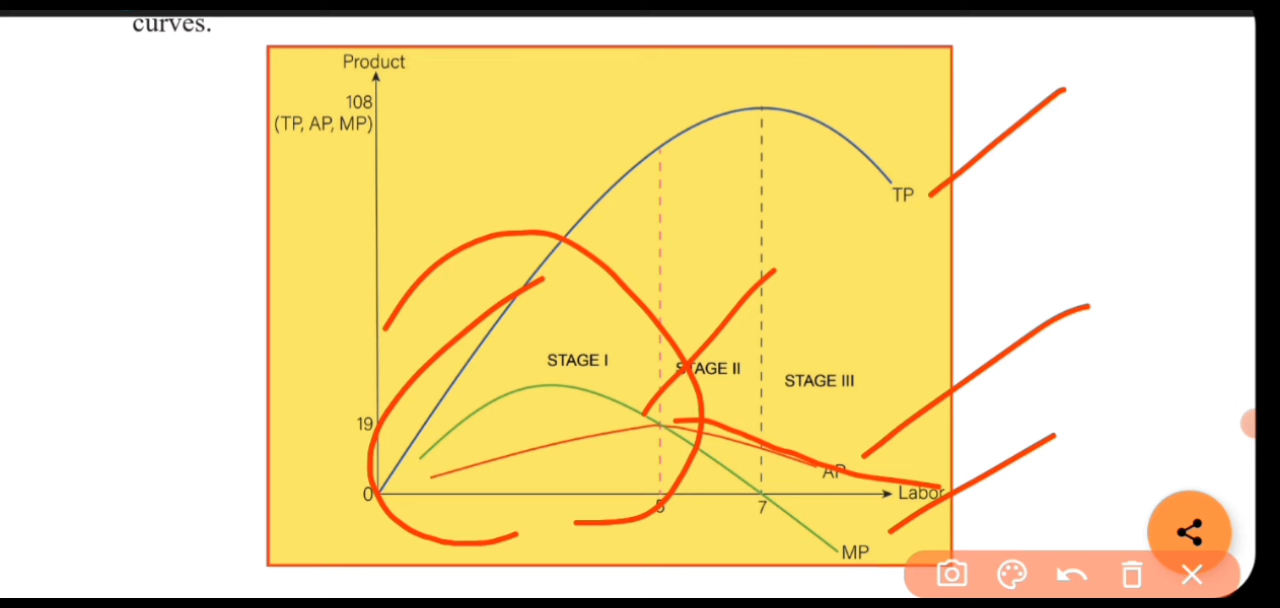 curves.
Product
108
(TP, AP, MP)
TP
STAGE I
STAGE II
STAGE III
19
AP
0
Labor
5
7
MP